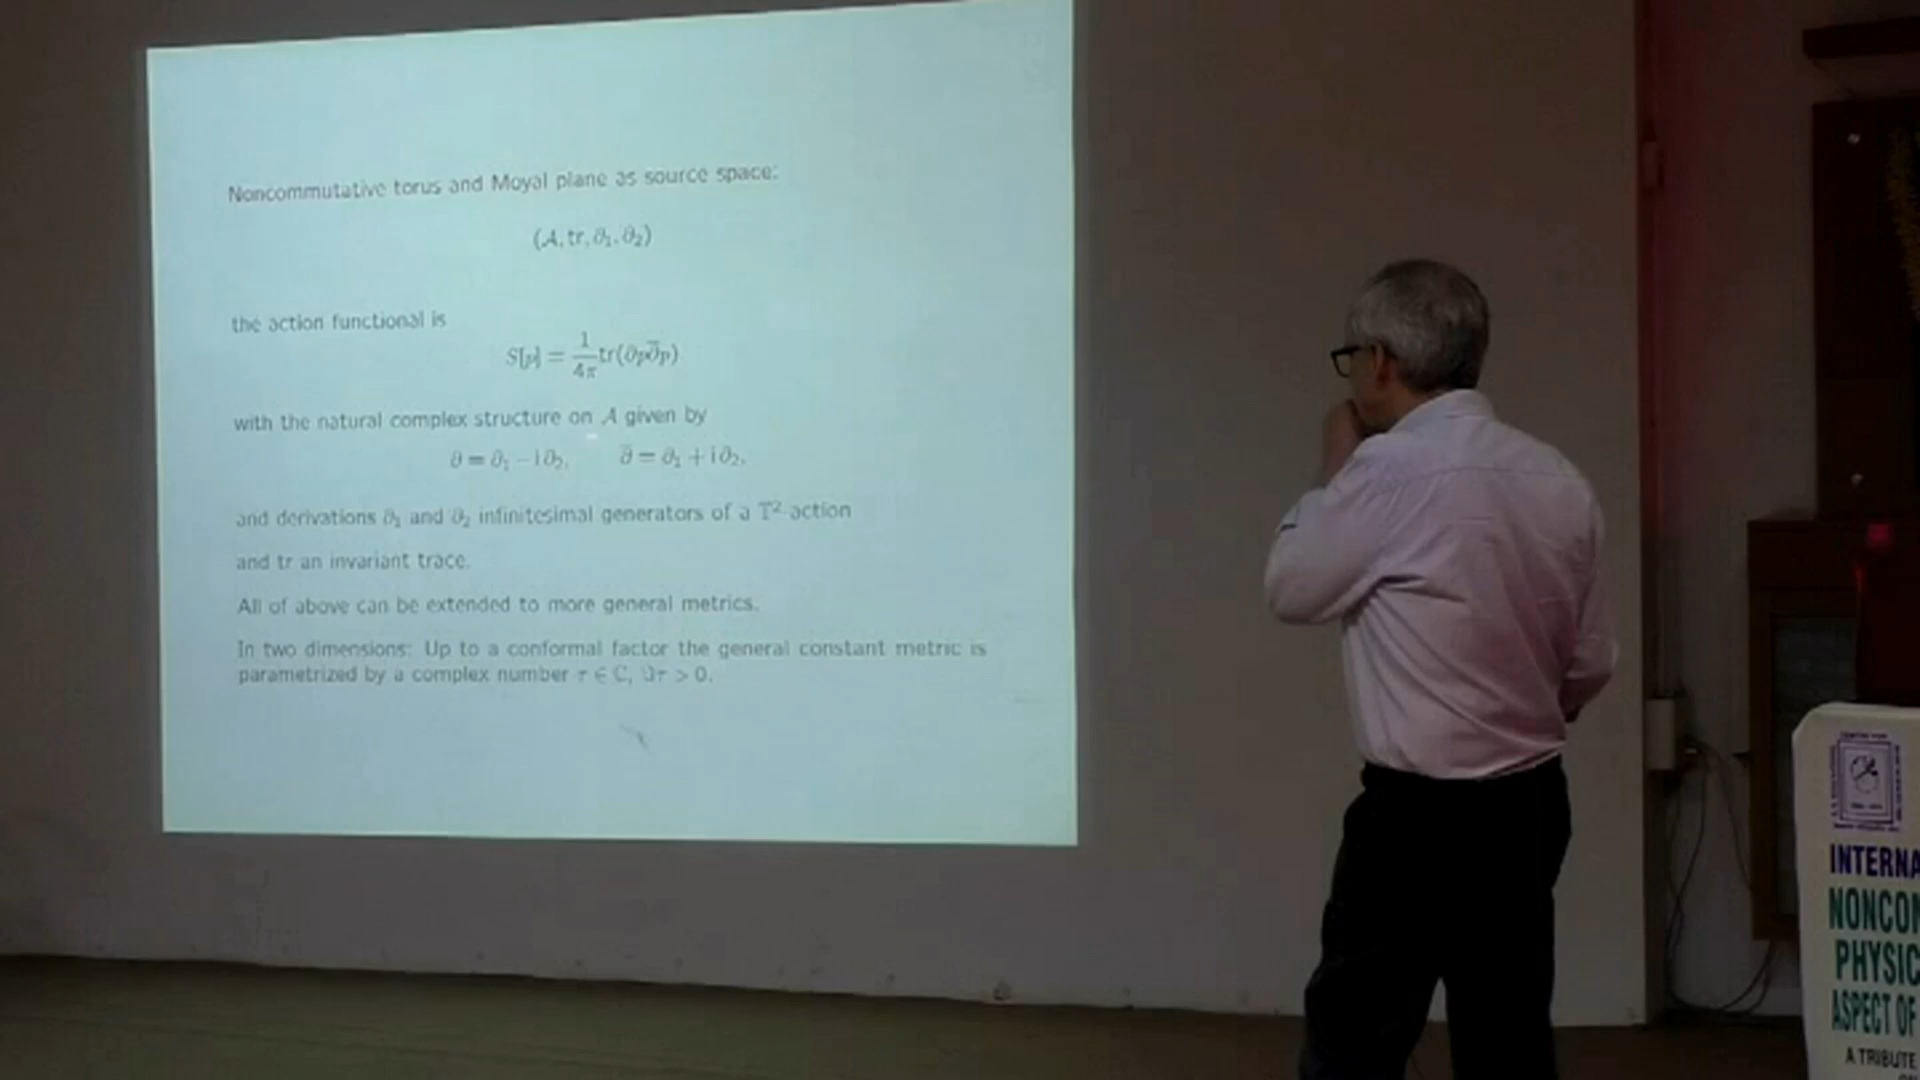 Noncommutative torus and Moyal plane as source space:
(A, tr, ∂₁, ∂₂)
the action functional is
S[p] = 1/4π tr(∂p∂̄p)
with the natural complex structure on A given by
∂ = ∂₁ − i∂₂, ∂̄ = ∂₁ + i∂₂,
and derivations ∂₁ and ∂₂ infinitesimal generators of a T² action
and tr an invariant trace.
All of above can be extended to more general metrics.
In two dimensions: Up to a conformal factor the general constant metric is
parametrized by a complex number τ ∈ C, ℑτ > 0.
INTERNA
NONCOM
PHYSIC
ASPECT OF
A TRIBUTE